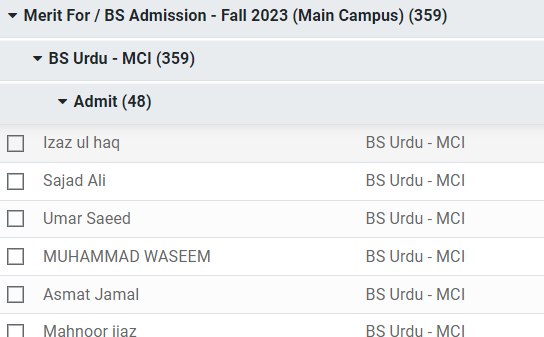 Merit For / BS Admission - Fall 2023 (Main Campus) (359)
BS Urdu - MCI (359)
Admit (48)
Izaz ul haq BS Urdu - MCI
Sajad Ali BS Urdu - MCI
Umar Saeed BS Urdu - MCI
MUHAMMAD WASEEM BS Urdu - MCI
Asmat Jamal BS Urdu - MCI
Mahnoor ijaz BS Urdu - MCI